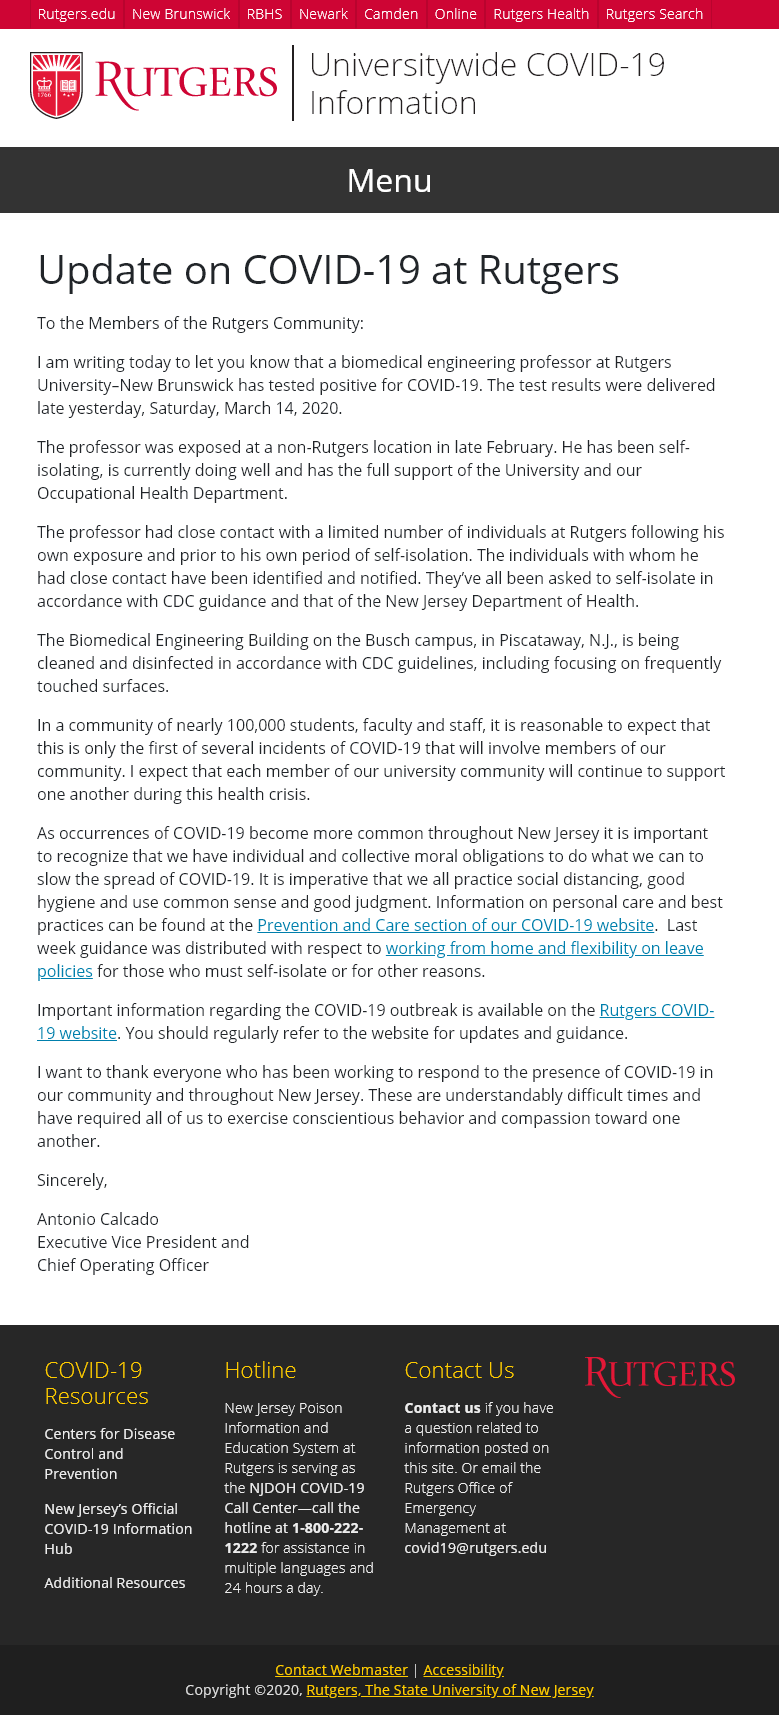 Rutgers.edu New Brunswick RBHS Newark Camden Online Rutgers Health Rutgers Search
1766
RUTGERS
Universitywide COVID-19
Information
Menu
Update on COVID-19 at Rutgers
To the Members of the Rutgers Community:
I am writing today to let you know that a biomedical engineering professor at Rutgers
University–New Brunswick has tested positive for COVID-19. The test results were delivered
late yesterday, Saturday, March 14, 2020.
The professor was exposed at a non-Rutgers location in late February. He has been self-
isolating, is currently doing well and has the full support of the University and our
Occupational Health Department.
The professor had close contact with a limited number of individuals at Rutgers following his
own exposure and prior to his own period of self-isolation. The individuals with whom he
had close contact have been identified and notified. They’ve all been asked to self-isolate in
accordance with CDC guidance and that of the New Jersey Department of Health.
The Biomedical Engineering Building on the Busch campus, in Piscataway, N.J., is being
cleaned and disinfected in accordance with CDC guidelines, including focusing on frequently
touched surfaces.
In a community of nearly 100,000 students, faculty and staff, it is reasonable to expect that
this is only the first of several incidents of COVID-19 that will involve members of our
community. I expect that each member of our university community will continue to support
one another during this health crisis.
As occurrences of COVID-19 become more common throughout New Jersey it is important
to recognize that we have individual and collective moral obligations to do what we can to
slow the spread of COVID-19. It is imperative that we all practice social distancing, good
hygiene and use common sense and good judgment. Information on personal care and best
practices can be found at the Prevention and Care section of our COVID-19 website.  Last
week guidance was distributed with respect to working from home and flexibility on leave
policies for those who must self-isolate or for other reasons.
Important information regarding the COVID-19 outbreak is available on the Rutgers COVID-
19 website. You should regularly refer to the website for updates and guidance.
I want to thank everyone who has been working to respond to the presence of COVID-19 in
our community and throughout New Jersey. These are understandably difficult times and
have required all of us to exercise conscientious behavior and compassion toward one
another.
Sincerely,
Antonio Calcado
Executive Vice President and
Chief Operating Officer
COVID-19
Resources
Centers for Disease
Control and
Prevention
New Jersey’s Official
COVID-19 Information
Hub
Additional Resources
Hotline
New Jersey Poison
Information and
Education System at
Rutgers is serving as
the NJDOH COVID-19
Call Center—call the
hotline at 1-800-222-
1222 for assistance in
multiple languages and
24 hours a day.
Contact Us
Contact us if you have
a question related to
information posted on
this site. Or email the
Rutgers Office of
Emergency
Management at
covid19@rutgers.edu
RUTGERS
Contact Webmaster | Accessibility
Copyright ©2020, Rutgers, The State University of New Jersey